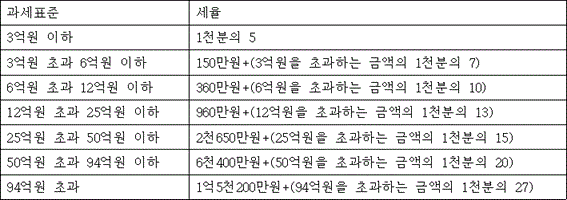 과세표준 세율
3억원 이하 1천분의 5
3억원 초과 6억원 이하 150만원+(3억원을 초과하는 금액의 1천분의 7)
6억원 초과 12억원 이하 360만원+(6억원을 초과하는 금액의 1천분의 10)
12억원 초과 25억원 이하 960만원+(12억원을 초과하는 금액의 1천분의 13)
25억원 초과 50억원 이하 2천650만원+(25억원을 초과하는 금액의 1천분의 15)
50억원 초과 94억원 이하 6천400만원+(50억원을 초과하는 금액의 1천분의 20)
94억원 초과 1억5천200만원+(94억원을 초과하는 금액의 1천분의 27)